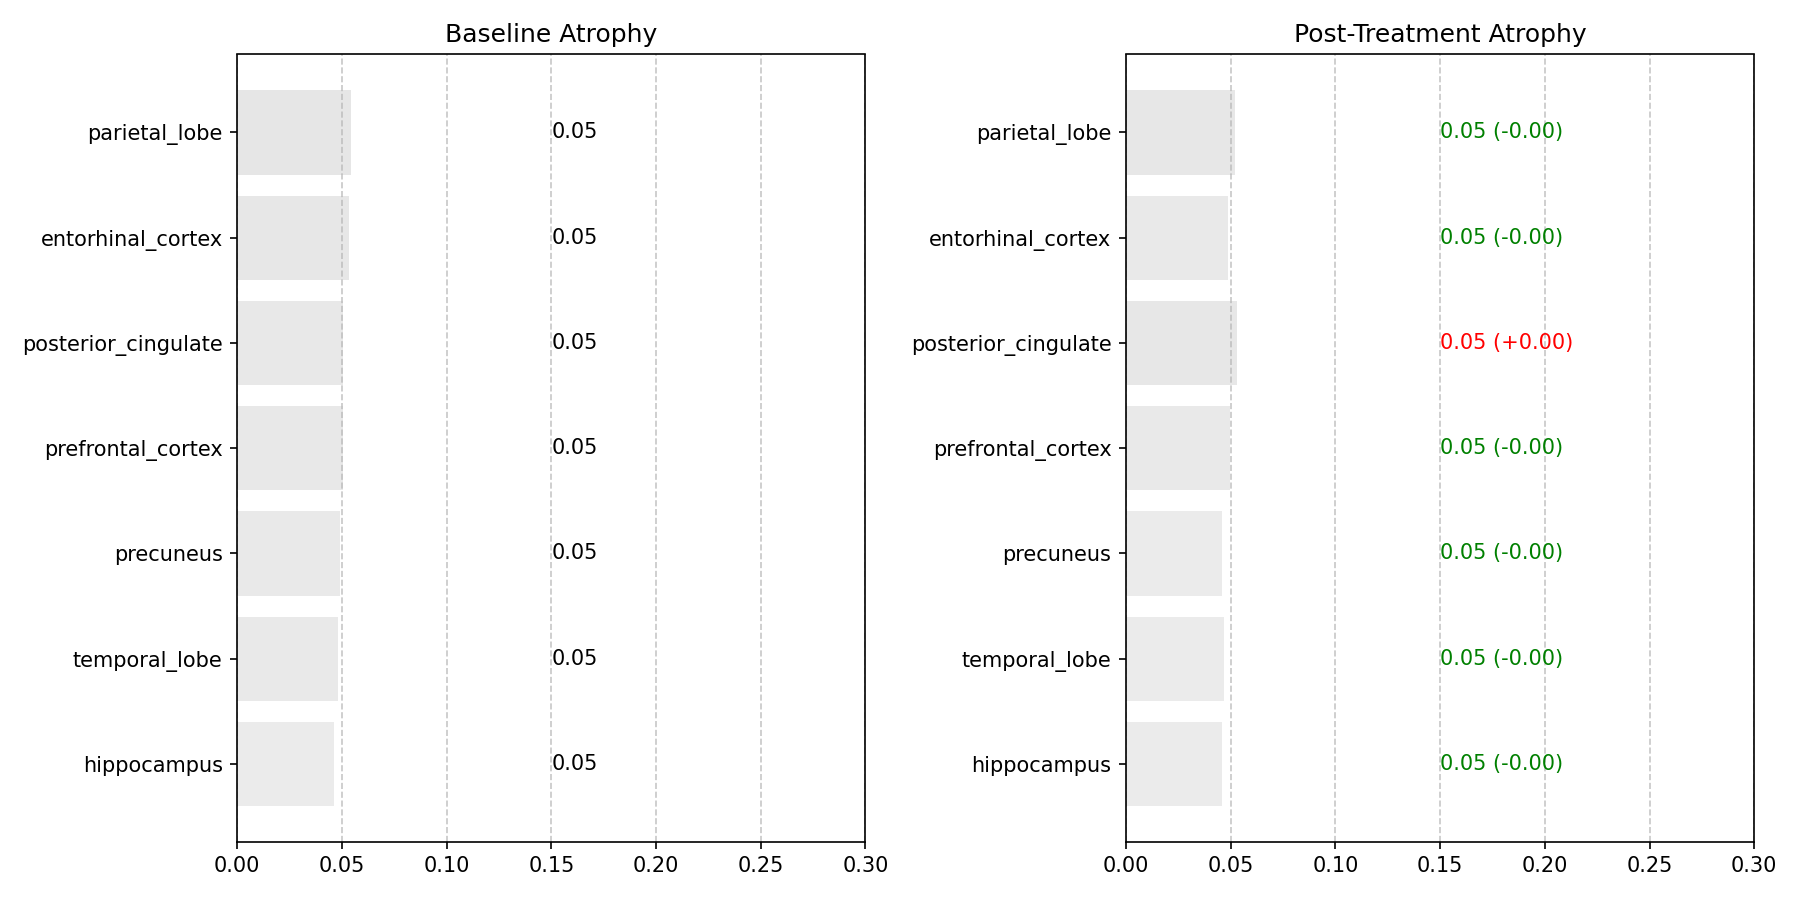 Baseline Atrophy
parietal_lobe
0.05
entorhinal_cortex
0.05
posterior_cingulate
0.05
prefrontal_cortex
0.05
precuneus
0.05
temporal_lobe
0.05
hippocampus
0.05
0.00 0.05 0.10 0.15 0.20 0.25 0.30
Post-Treatment Atrophy
parietal_lobe
0.05 (-0.00)
entorhinal_cortex
0.05 (-0.00)
posterior_cingulate
0.05 (+0.00)
prefrontal_cortex
0.05 (-0.00)
precuneus
0.05 (-0.00)
temporal_lobe
0.05 (-0.00)
hippocampus
0.05 (-0.00)
0.00 0.05 0.10 0.15 0.20 0.25 0.30